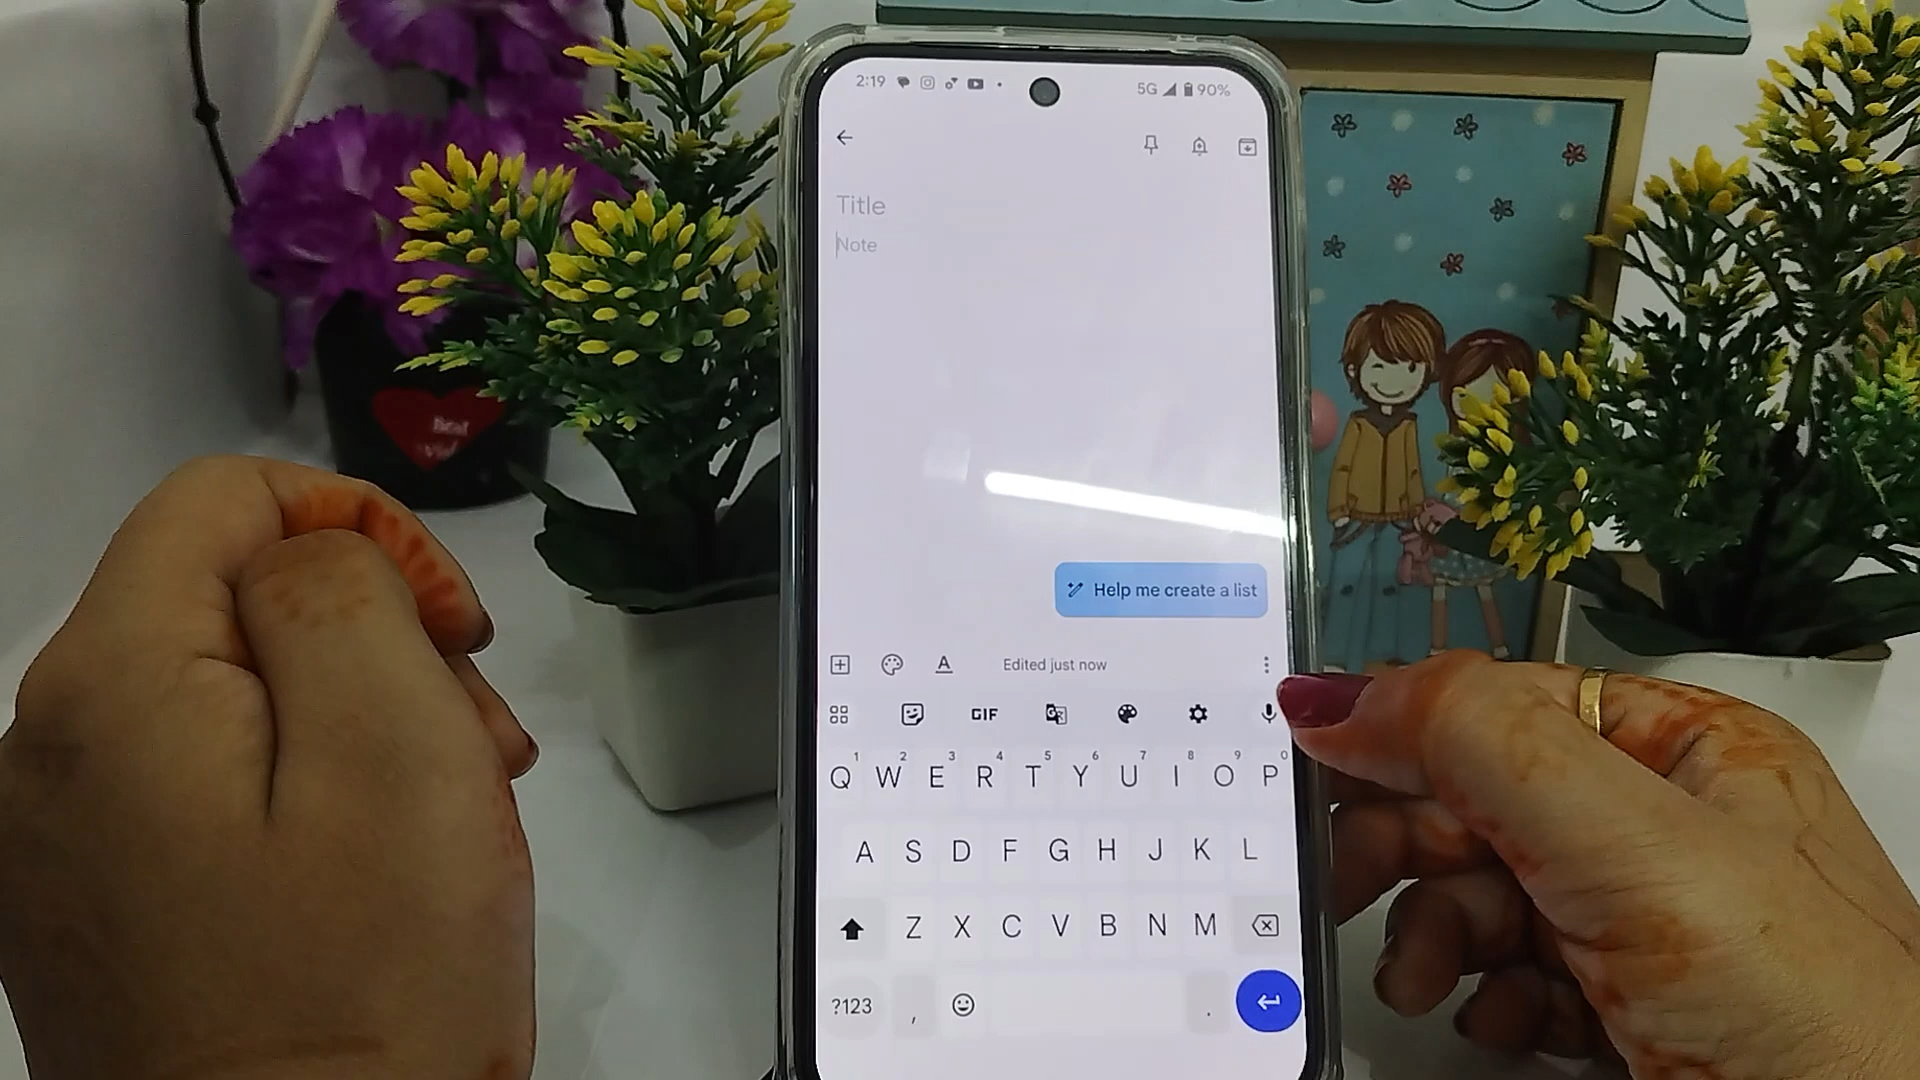 2:19 5G 90%
Title
Note
Help me create a list
A Edited just now
GIF
1 2 3 4 5 6 7 8 9 0
Q W E R T Y U I O P
A S D F G H J K L
Z X C V B N M
?123 , .